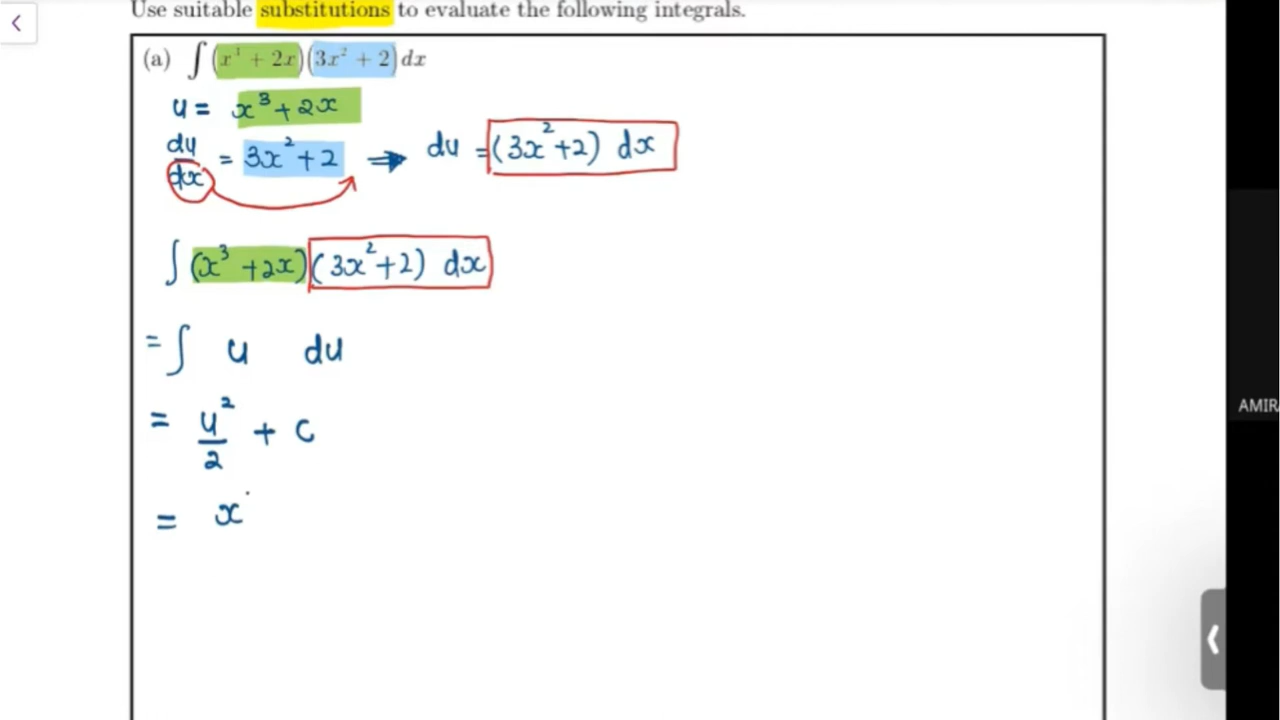 Use suitable substitutions to evaluate the following integrals.
(a) ∫ (x³ + 2x)(3x² + 2) dx
u = x³ + 2x
du/dx = 3x² + 2 ⇒ du = (3x² + 2) dx
∫ (x³ + 2x) (3x² + 2) dx
= ∫ u du
= u²/2 + c
= x
AMIR